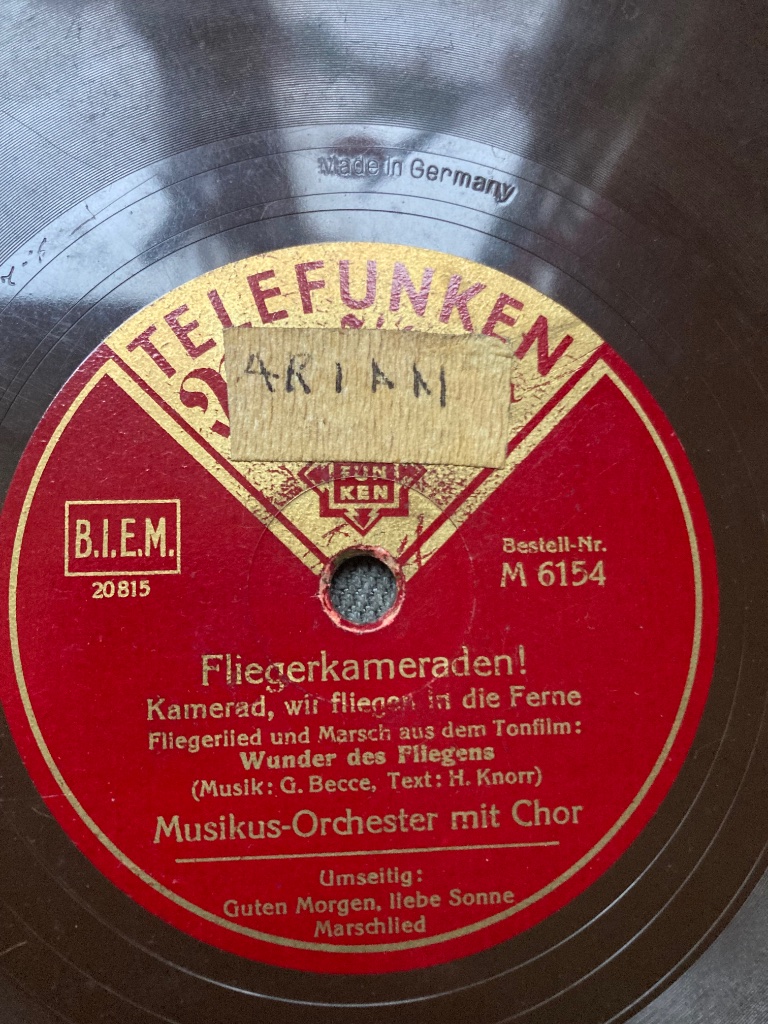 Made in Germany
TELEFUNKEN
FUN
KEN
B.I.E.M.
20815
Bestell-Nr.
M 6154
Fliegerkameraden!
Kamerad, wir fliegen in die Ferne
Fliegerlied und Marsch aus dem Tonfilm:
Wunder des Fliegens
(Musik: G. Becce, Text: H. Knorr)
Musikus-Orchester mit Chor
Umseitig:
Guten Morgen, liebe Sonne
Marschlied